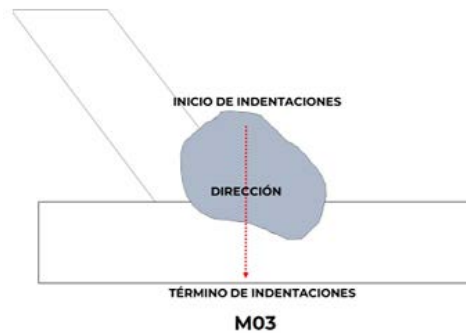 INICIO DE INDENTACIONES
DIRECCIÓN
TÉRMINO DE INDENTACIONES
M03